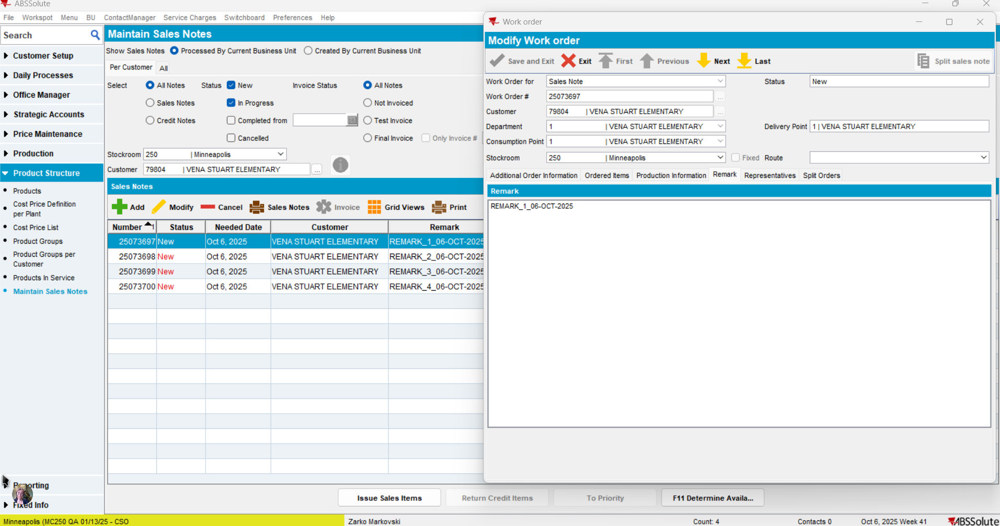 ABSSolute
File Workspot Menu BU ContactManager Service Charges Switchboard Preferences Help
Search
Customer Setup
Daily Processes
Office Manager
Strategic Accounts
Price Maintenance
Production
Product Structure
Products
Cost Price Definition
per Plant
Cost Price List
Product Groups
Product Groups per
Customer
Products In Service
Maintain Sales Notes
Fixed Info
Maintain Sales Notes
Show Sales Notes Processed By Current Business Unit Created By Current Business Unit
Per Customer All
Select All Notes Status New Invoice Status All Notes
Sales Notes In Progress Not Invoiced
Credit Notes Completed from 16 Test Invoice
Cancelled Final Invoice Only Invoice #
Stockroom 250 | Minneapolis
Customer 79804 | VENA STUART ELEMENTARY ...
Sales Notes
Add Modify Cancel Sales Notes Invoice Grid Views Print
Number 1 Status Needed Date Customer Remark
25073697 New Oct 6, 2025 VENA STUART ELEMENTARY REMARK_1_06-OCT-2025
25073698 New Oct 6, 2025 VENA STUART ELEMENTARY REMARK_2_06-OCT-2025
25073699 New Oct 6, 2025 VENA STUART ELEMENTARY REMARK_3_06-OCT-2025
25073700 New Oct 6, 2025 VENA STUART ELEMENTARY REMARK_4_06-OCT-2025
Work order
Modify Work order
Save and Exit Exit First Previous Next Last Split sales note
Work Order for Sales Note Status New
Work Order # 25073697 ...
Customer 79804 | VENA STUART ELEMENTARY ...
Department 1 | VENA STUART ELEMENTARY Delivery Point 1 | VENA STUART ELEMENTARY
Consumption Point 1 | VENA STUART ELEMENTARY
Stockroom 250 | Minneapolis Fixed Route
Additional Order Information Ordered Items Production Information Remark Representatives Split Orders
Remark
REMARK_1_06-OCT-2025
Issue Sales Items Return Credit Items To Priority F11 Determine Availa...
Minneapolis (MC250 QA 01/13/25 - CSO Zarko Markovski Count: 4 Contacts 0 Oct 6, 2025 Week 41 ABSSolute